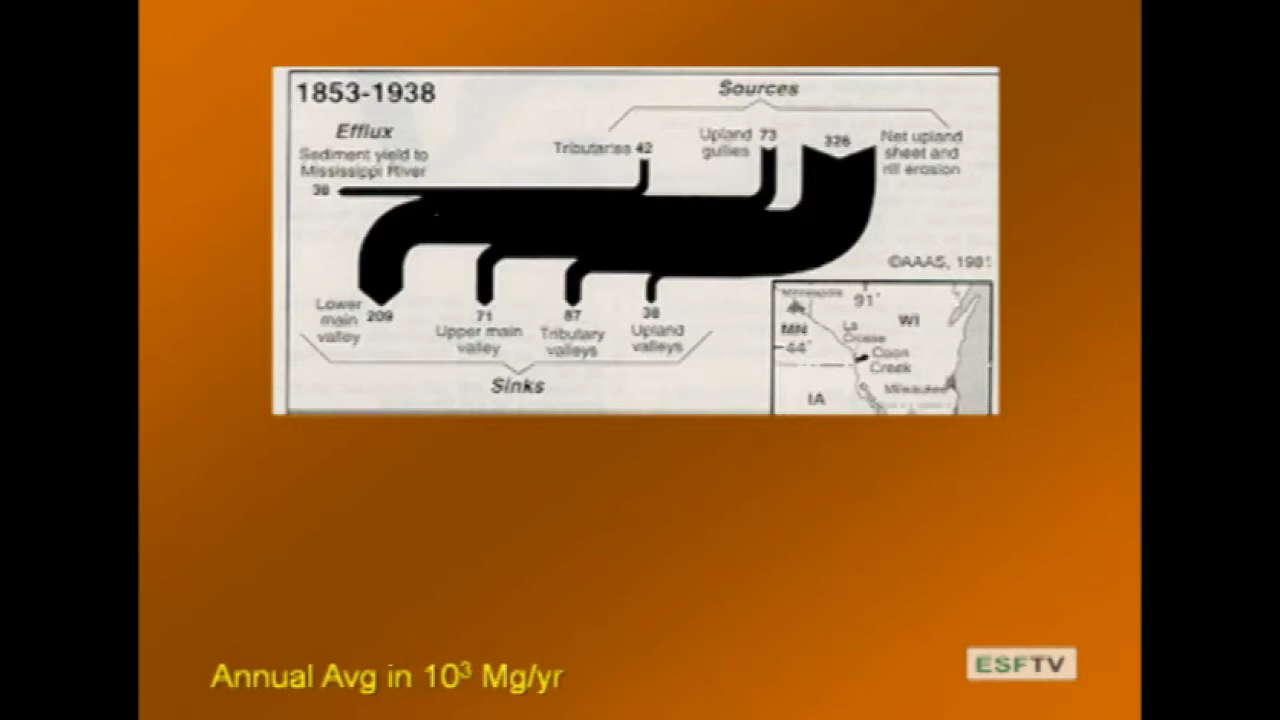 1853-1938
Sources
Efflux
Sediment yield to
Mississippi River
38
Tributaries 42
Upland 73
gullies
326
Net upland
sheet and
rill erosion
©AAAS, 1981
Lower
main 209
valley
71
Upper main
valley
87
Tributary
valleys
38
Upland
valleys
Sinks
Minneapolis
91°
MN
La
Crosse
WI
44°
Coon
Creek
Milwaukee
IA
Annual Avg in 10³ Mg/yr
ESFTV